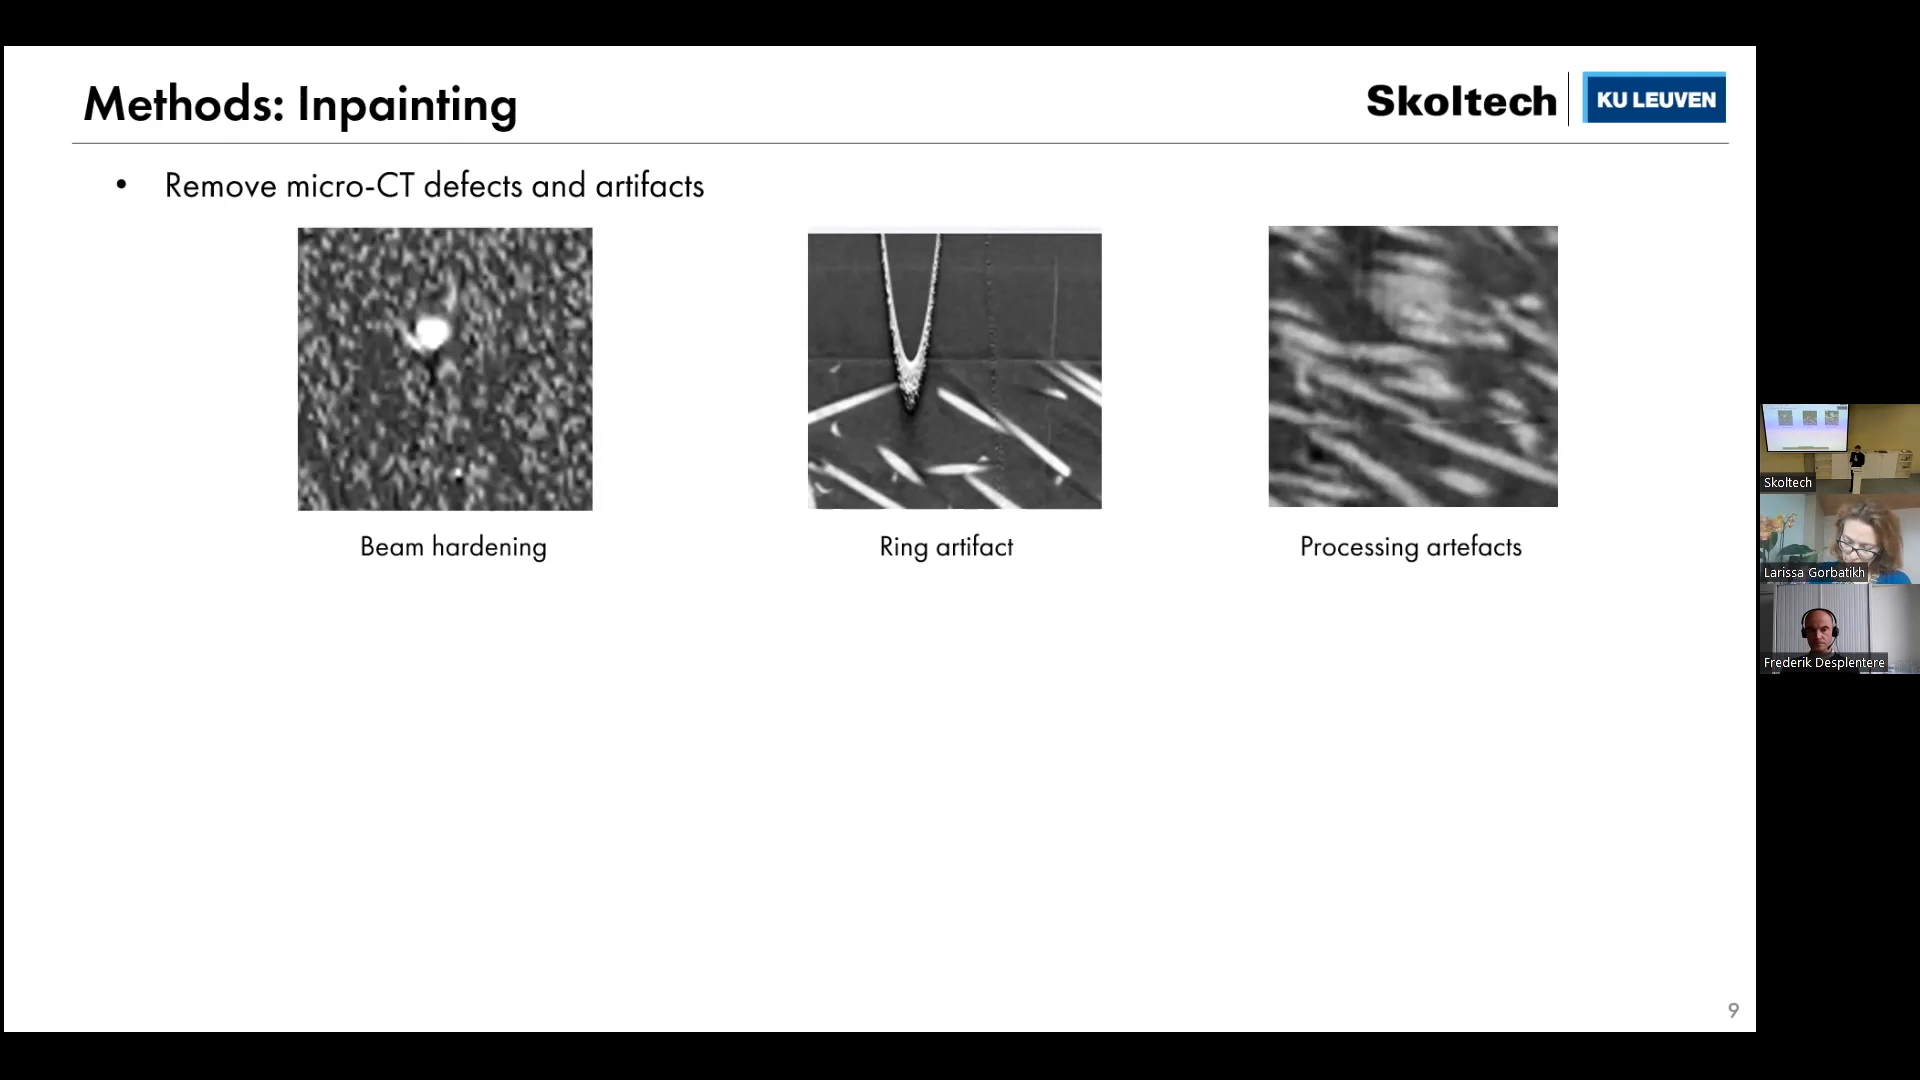 Methods: Inpainting
Skoltech
KU LEUVEN
• Remove micro-CT defects and artifacts
Beam hardening
Ring artifact
Processing artefacts
9
Skoltech
Larissa Gorbatikh
Frederik Desplentere